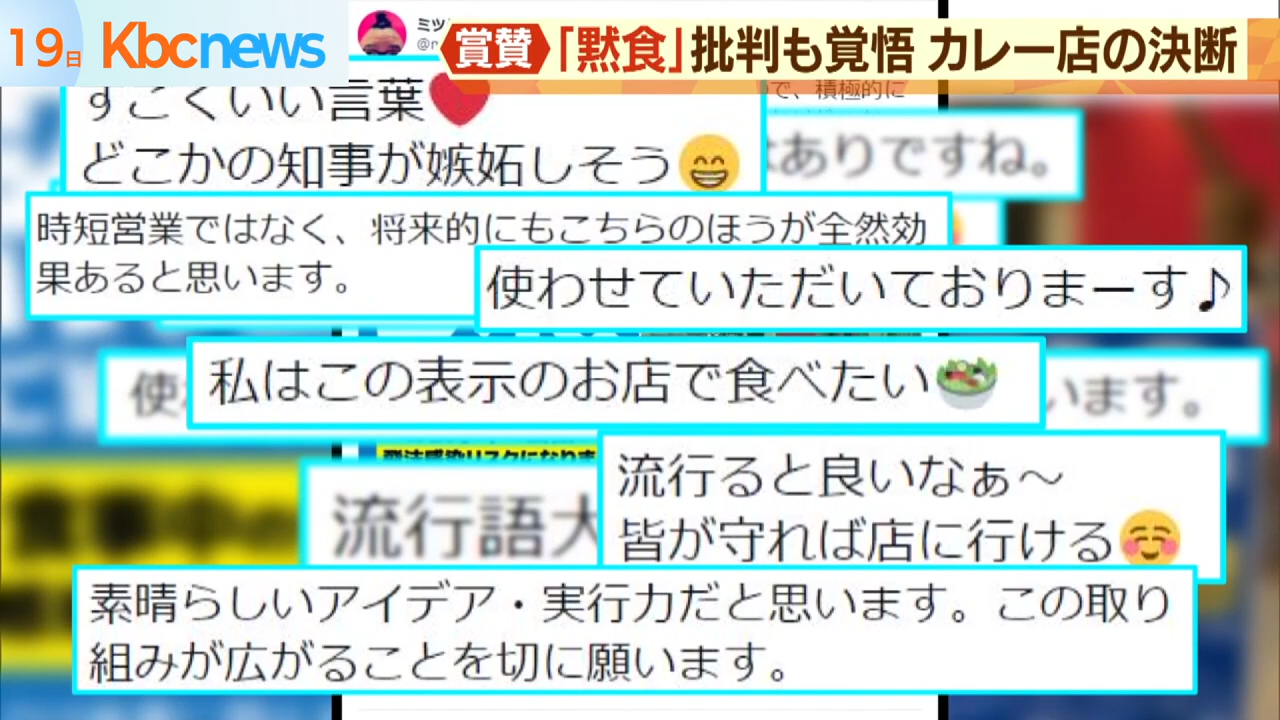 19日 Kbcnews
賞賛 「黙食」批判も覚悟 カレー店の決断
ミツ
で、積極的に
すごくいい言葉❤
どこかの知事が嫉妬しそう😁
ありですね。
時短営業ではなく、将来的にもこちらのほうが全然効
果あると思います。
使わせていただいておりまーす♪
私はこの表示のお店で食べたい🥗
使
います。
流行ると良いなぁ～
皆が守れば店に行ける☺️
流行語大
素晴らしいアイデア・実行力だと思います。この取り
組みが広がることを切に願います。